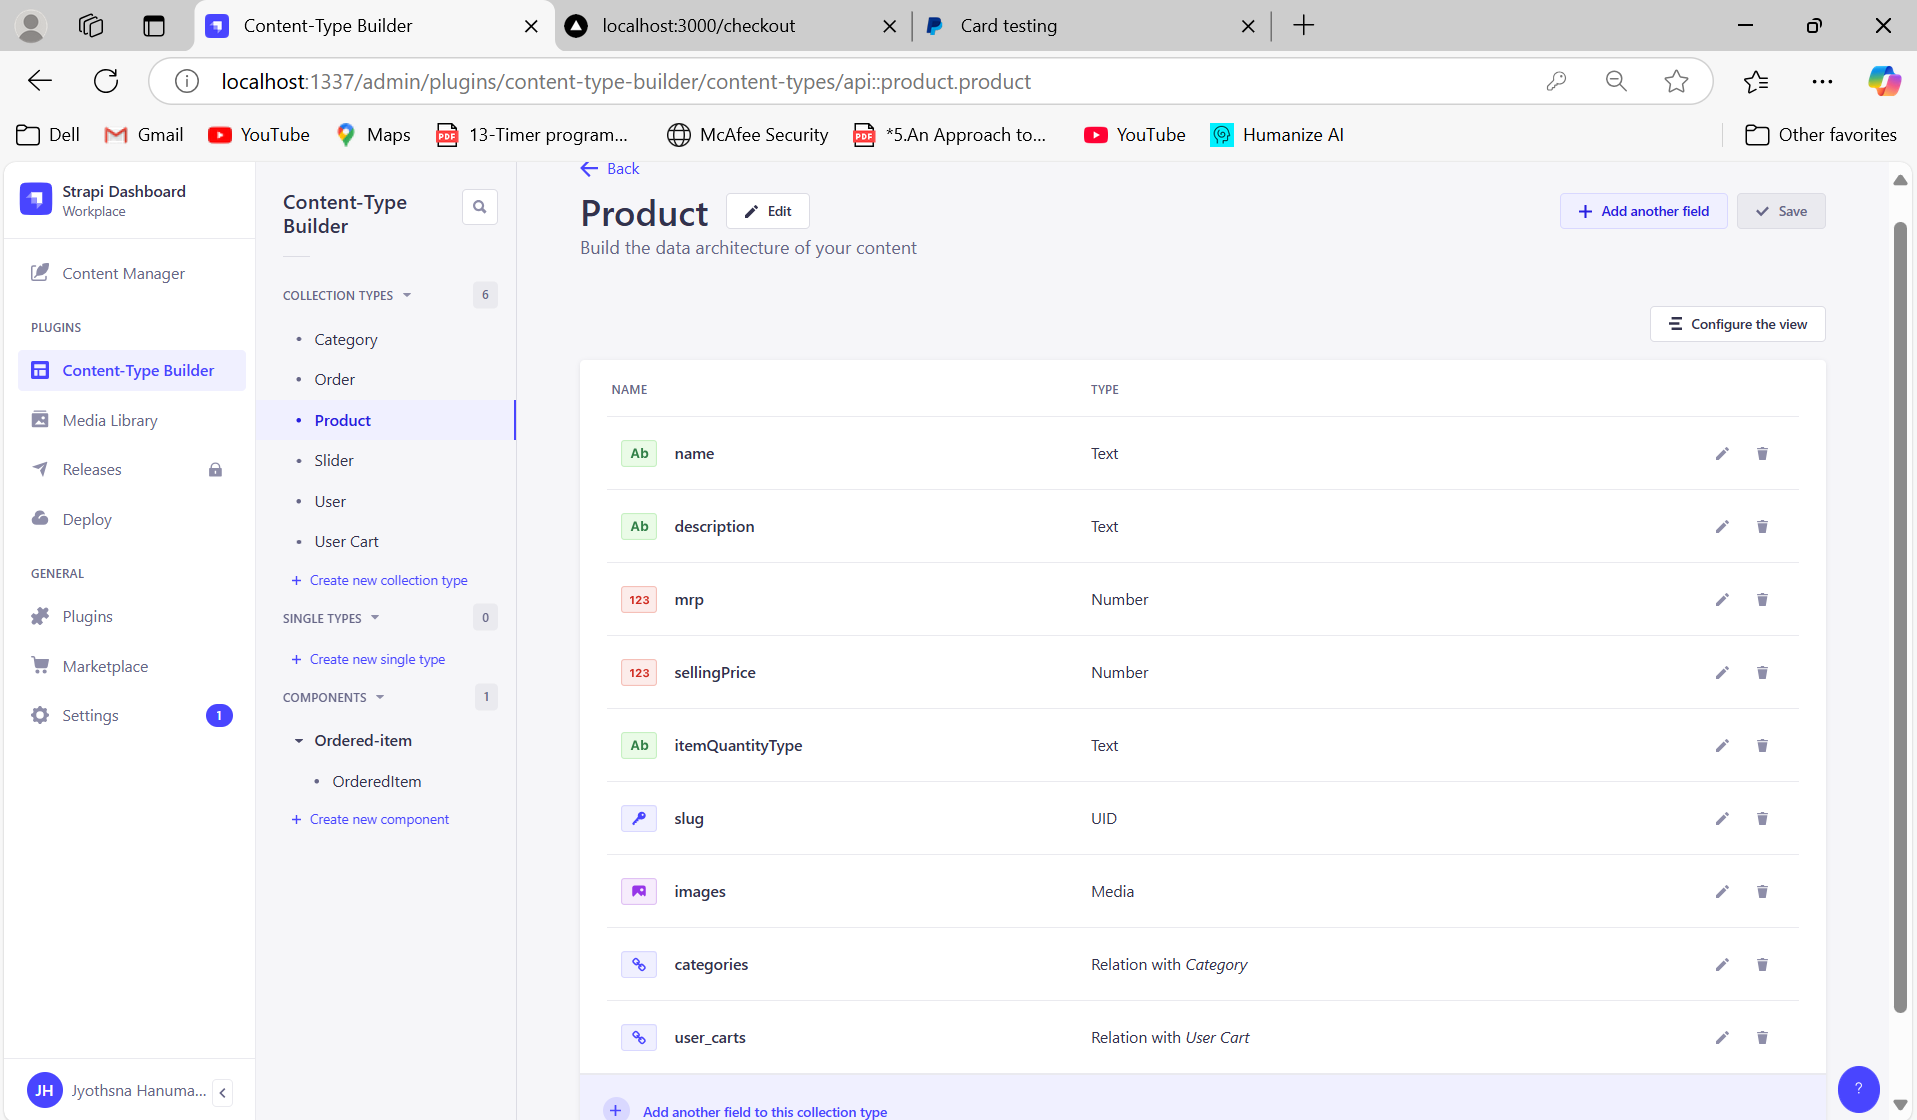 Content-Type Builder
localhost:3000/checkout
Card testing
localhost:1337/admin/plugins/content-type-builder/content-types/api::product.product
Dell
Gmail
YouTube
Maps
13-Timer program...
McAfee Security
*5.An Approach to...
YouTube
Humanize AI
Other favorites
Strapi Dashboard
Workplace
Content Manager
PLUGINS
Content-Type Builder
Media Library
Releases
Deploy
GENERAL
Plugins
Marketplace
Settings
1
JH
Jyothsna Hanuma...
Content-Type
Builder
COLLECTION TYPES
6
Category
Order
Product
Slider
User
User Cart
+ Create new collection type
SINGLE TYPES
0
+ Create new single type
COMPONENTS
1
Ordered-item
OrderedItem
+ Create new component
Back
Product
Edit
Build the data architecture of your content
+ Add another field
Save
Configure the view
NAME TYPE
Ab name Text
Ab description Text
123 mrp Number
123 sellingPrice Number
Ab itemQuantityType Text
slug UID
images Media
categories Relation with Category
user_carts Relation with User Cart
+ Add another field to this collection type
?